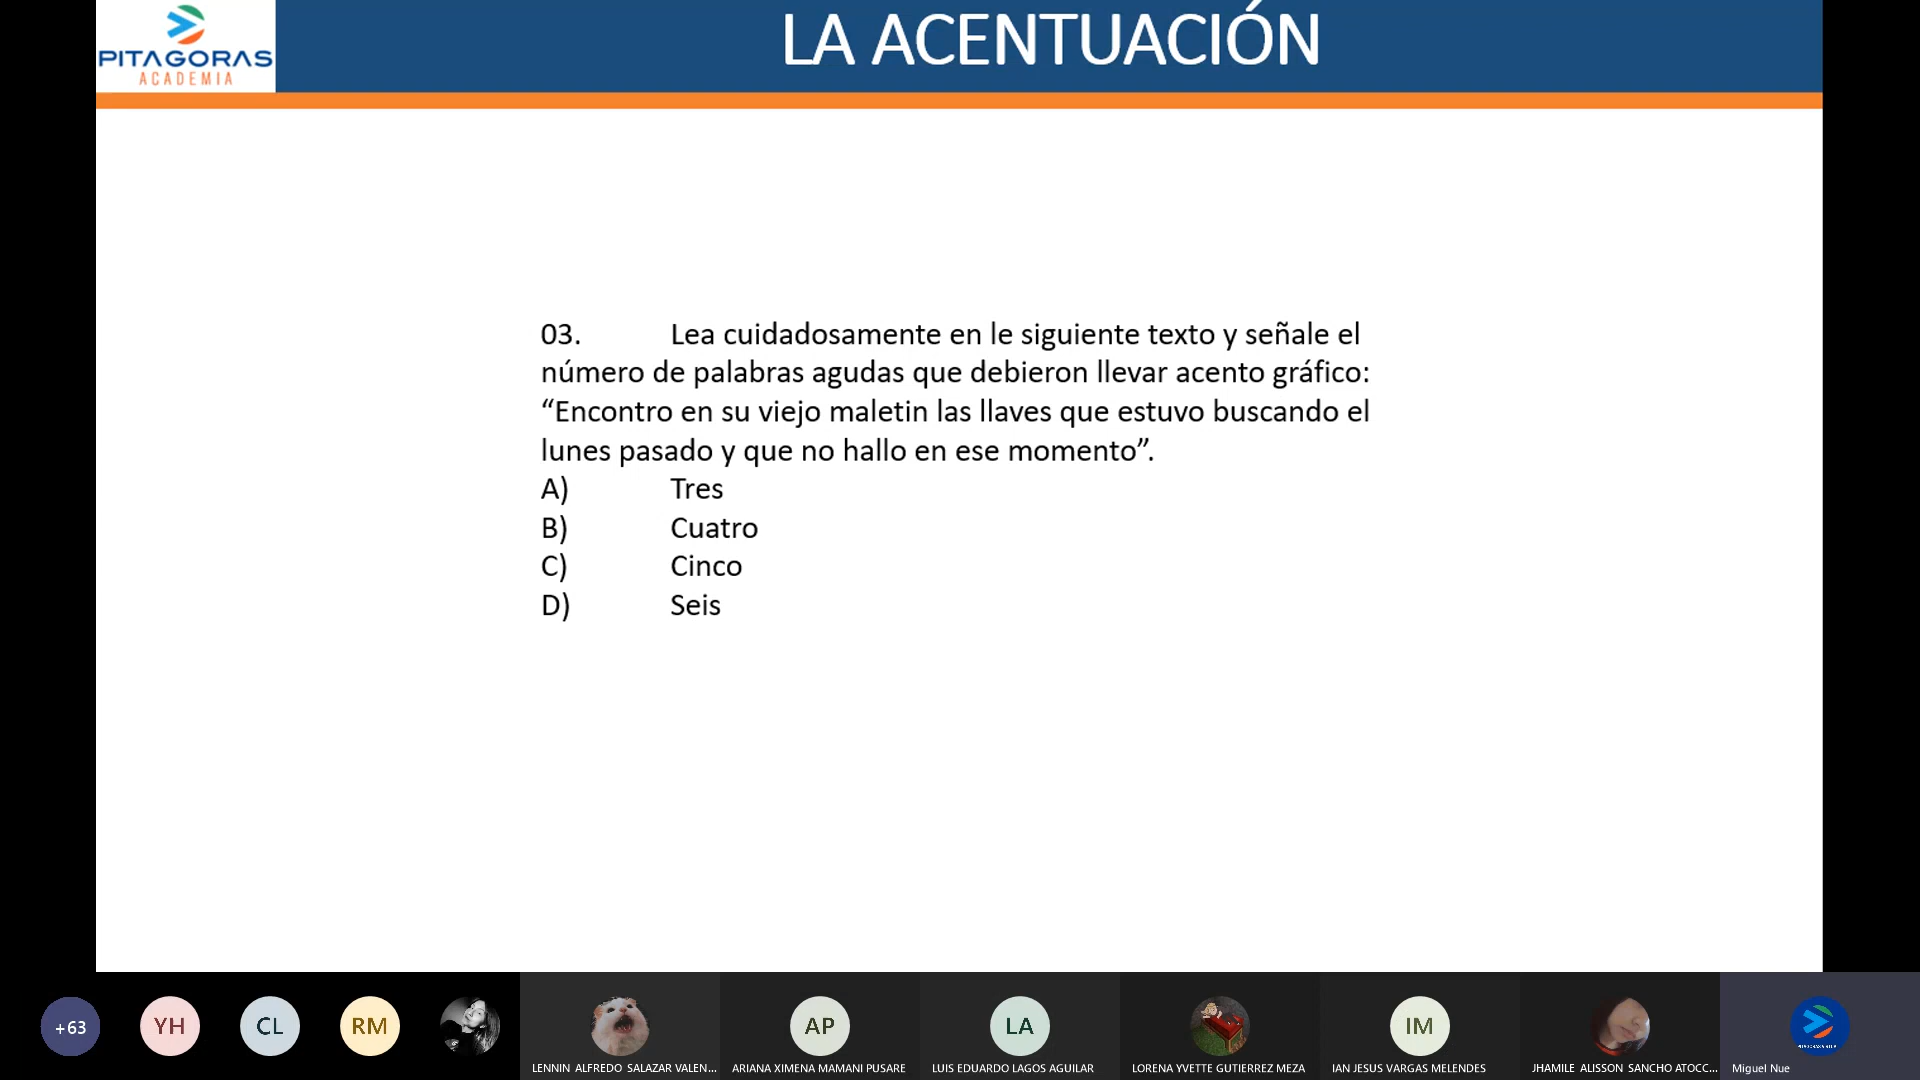 PITAGORAS
ACADEMIA
LA ACENTUACIÓN
03. Lea cuidadosamente en le siguiente texto y señale el
número de palabras agudas que debieron llevar acento gráfico:
“Encontro en su viejo maletin las llaves que estuvo buscando el
lunes pasado y que no hallo en ese momento”.
A) Tres
B) Cuatro
C) Cinco
D) Seis
+63
YH
CL
RM
AP
LA
IM
LENNIN ALFREDO SALAZAR VALEN...
ARIANA XIMENA MAMANI PUSARE
LUIS EDUARDO LAGOS AGUILAR
LORENA YVETTE GUTIERREZ MEZA
IAN JESUS VARGAS MELENDES
JHAMILE ALISSON SANCHO ATOCC...
Miguel Nue